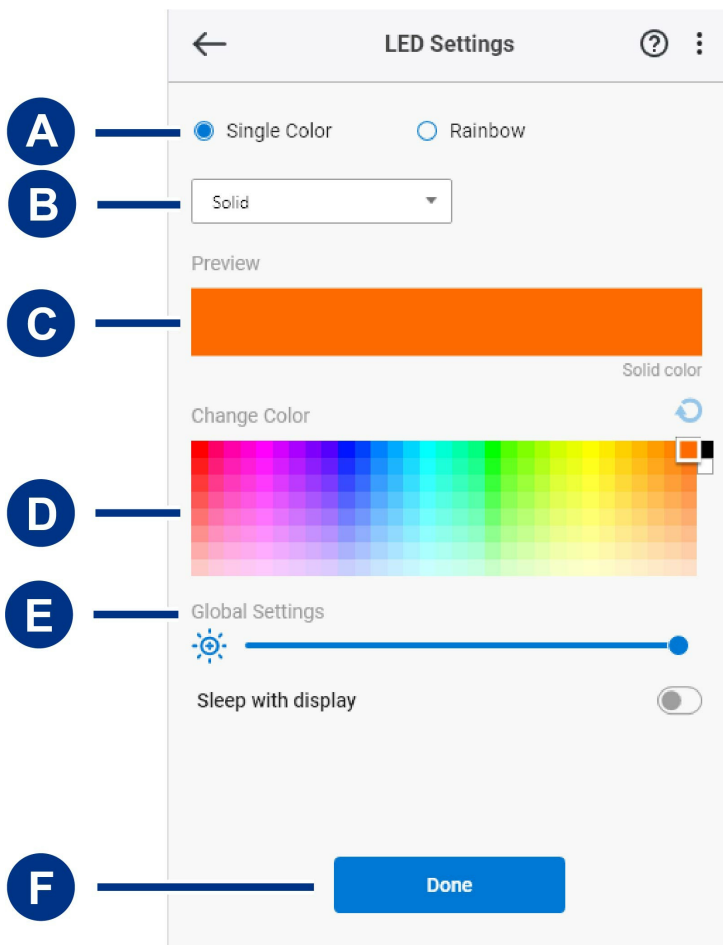 LED Settings
A Single Color Rainbow
B Solid
Preview
C
Solid color
Change Color
D
E Global Settings
Sleep with display
F Done